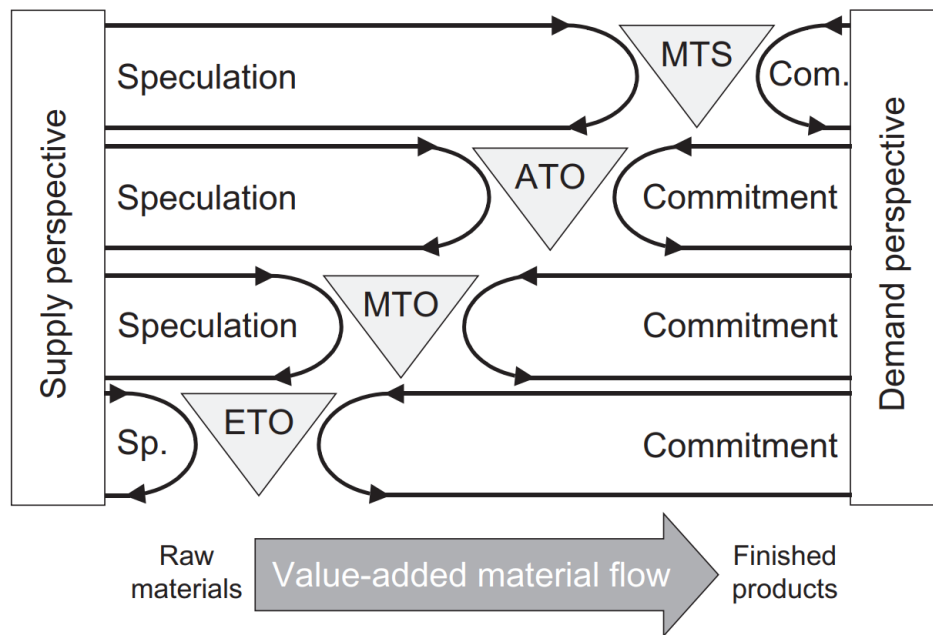 Supply perspective
Speculation
MTS
Com.
Speculation
ATO
Commitment
Speculation
MTO
Commitment
Sp.
ETO
Commitment
Demand perspective
Raw
materials
Value-added material flow
Finished
products